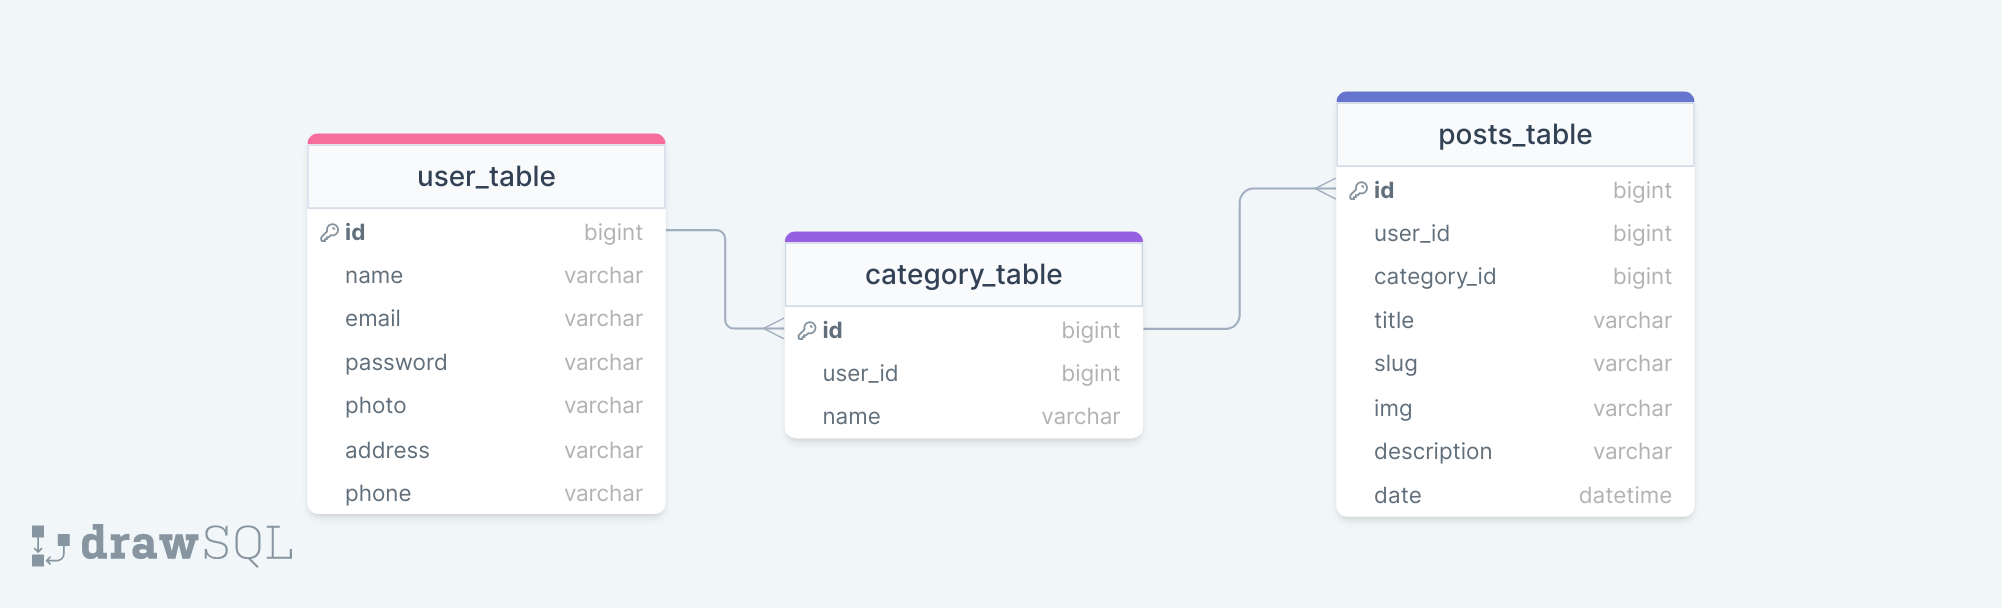 user_table
id bigint
name varchar
email varchar
password varchar
photo varchar
address varchar
phone varchar
category_table
id bigint
user_id bigint
name varchar
posts_table
id bigint
user_id bigint
category_id bigint
title varchar
slug varchar
img varchar
description varchar
date datetime
drawSQL